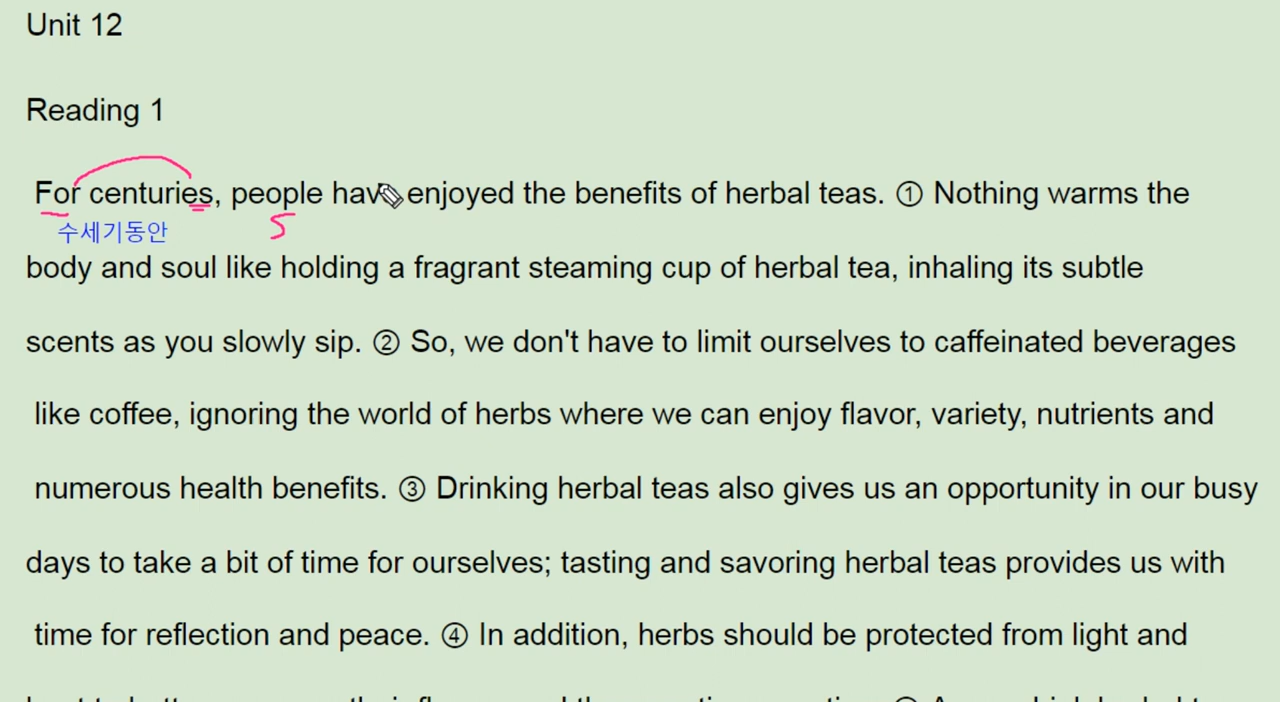 Unit 12
Reading 1
For centuries, people hav enjoyed the benefits of herbal teas. ① Nothing warms the
수세기동안 S
body and soul like holding a fragrant steaming cup of herbal tea, inhaling its subtle
scents as you slowly sip. ② So, we don't have to limit ourselves to caffeinated beverages
like coffee, ignoring the world of herbs where we can enjoy flavor, variety, nutrients and
numerous health benefits. ③ Drinking herbal teas also gives us an opportunity in our busy
days to take a bit of time for ourselves; tasting and savoring herbal teas provides us with
time for reflection and peace. ④ In addition, herbs should be protected from light and